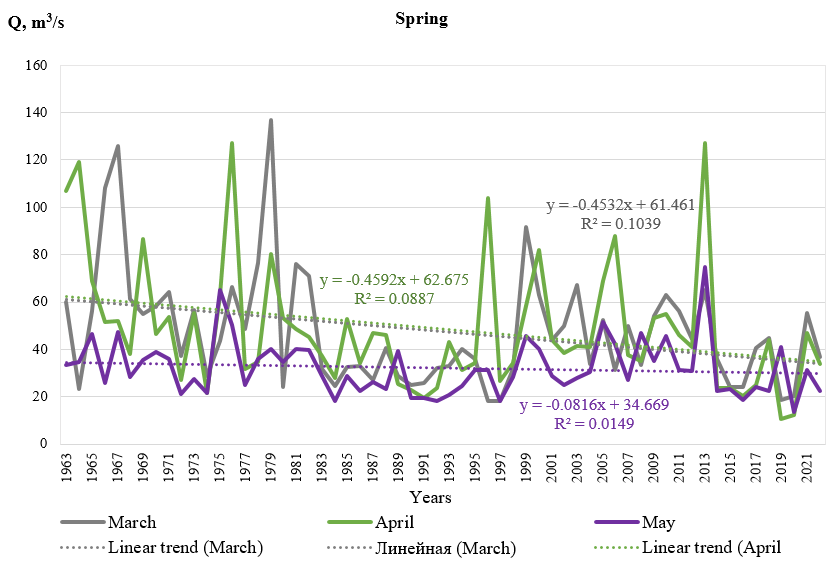 Spring
Q, m³/s
160
140
120
100
80
60
40
20
0
y = -0.4532x + 61.461
R² = 0.1039
y = -0.4592x + 62.675
R² = 0.0887
y = -0.0816x + 34.669
R² = 0.0149
1963 1965 1967 1969 1971 1973 1975 1977 1979 1981 1983 1985 1987 1989 1991 1993 1995 1997 1999 2001 2003 2005 2007 2009 2011 2013 2015 2017 2019 2021
Years
March April May
Linear trend (March) Линейная (March) Linear trend (April